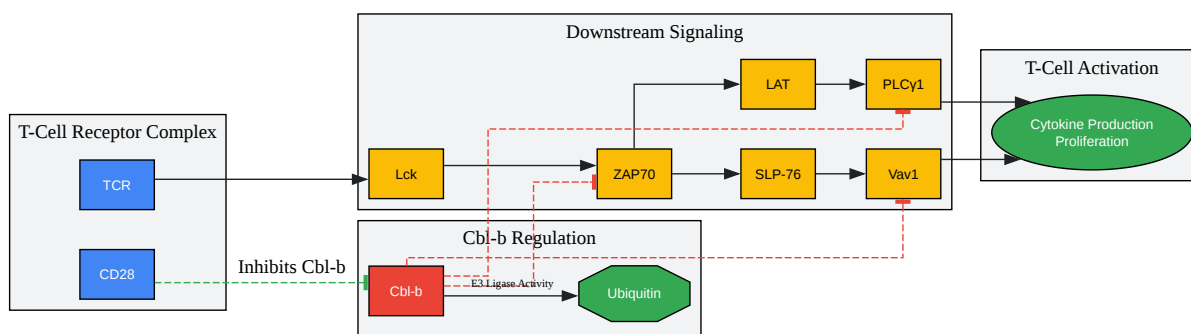 Downstream Signaling
T-Cell Activation
LAT
PLCγ1
T-Cell Receptor Complex
Cytokine Production
Proliferation
TCR
Lck
ZAP70
SLP-76
Vav1
Cbl-b Regulation
CD28
Inhibits Cbl-b
Cbl-b
E3 Ligase Activity
Ubiquitin